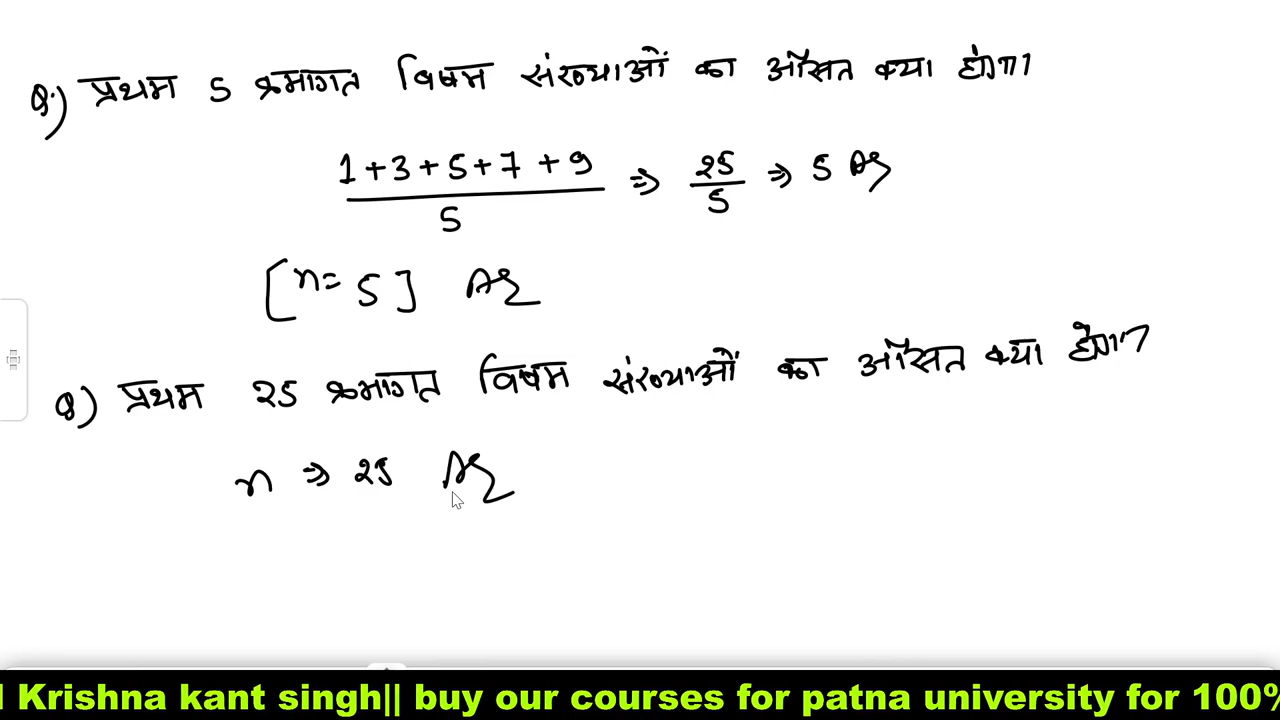 Q.) प्रथम 5 क्रमागत विषम संख्याओं का औसत क्या होगा
1+3+5+7+9 ⇒ 25 ⇒ 5 Ans
5 5
[n= 5] Ans
Q) प्रथम 25 क्रमागत विषम संख्याओं का औसत क्या होगा?
n ⇒ 25 Ans
Krishna kant singh|| buy our courses for patna university for 100%